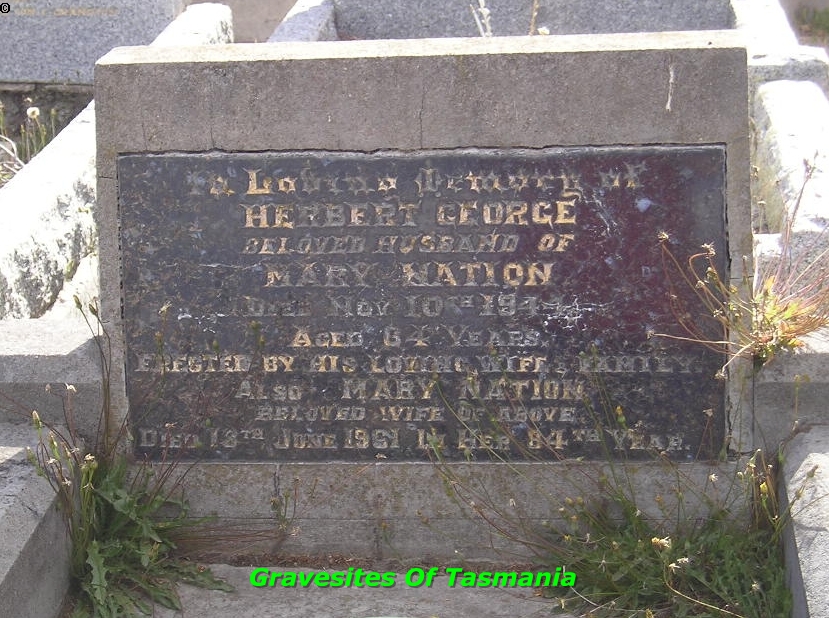 In Loving Memory of
HERBERT GEORGE
BELOVED HUSBAND OF
MARY NATION
DIED NOV 10TH
AGED 64 YEARS.
ERECTED BY HIS LOVING WIFE & FAMILY.
ALSO MARY NATION
BELOVED WIFE OF ABOVE.
DIED 13TH JUNE 1961 IN HER 84TH YEAR.
Gravesites Of Tasmania